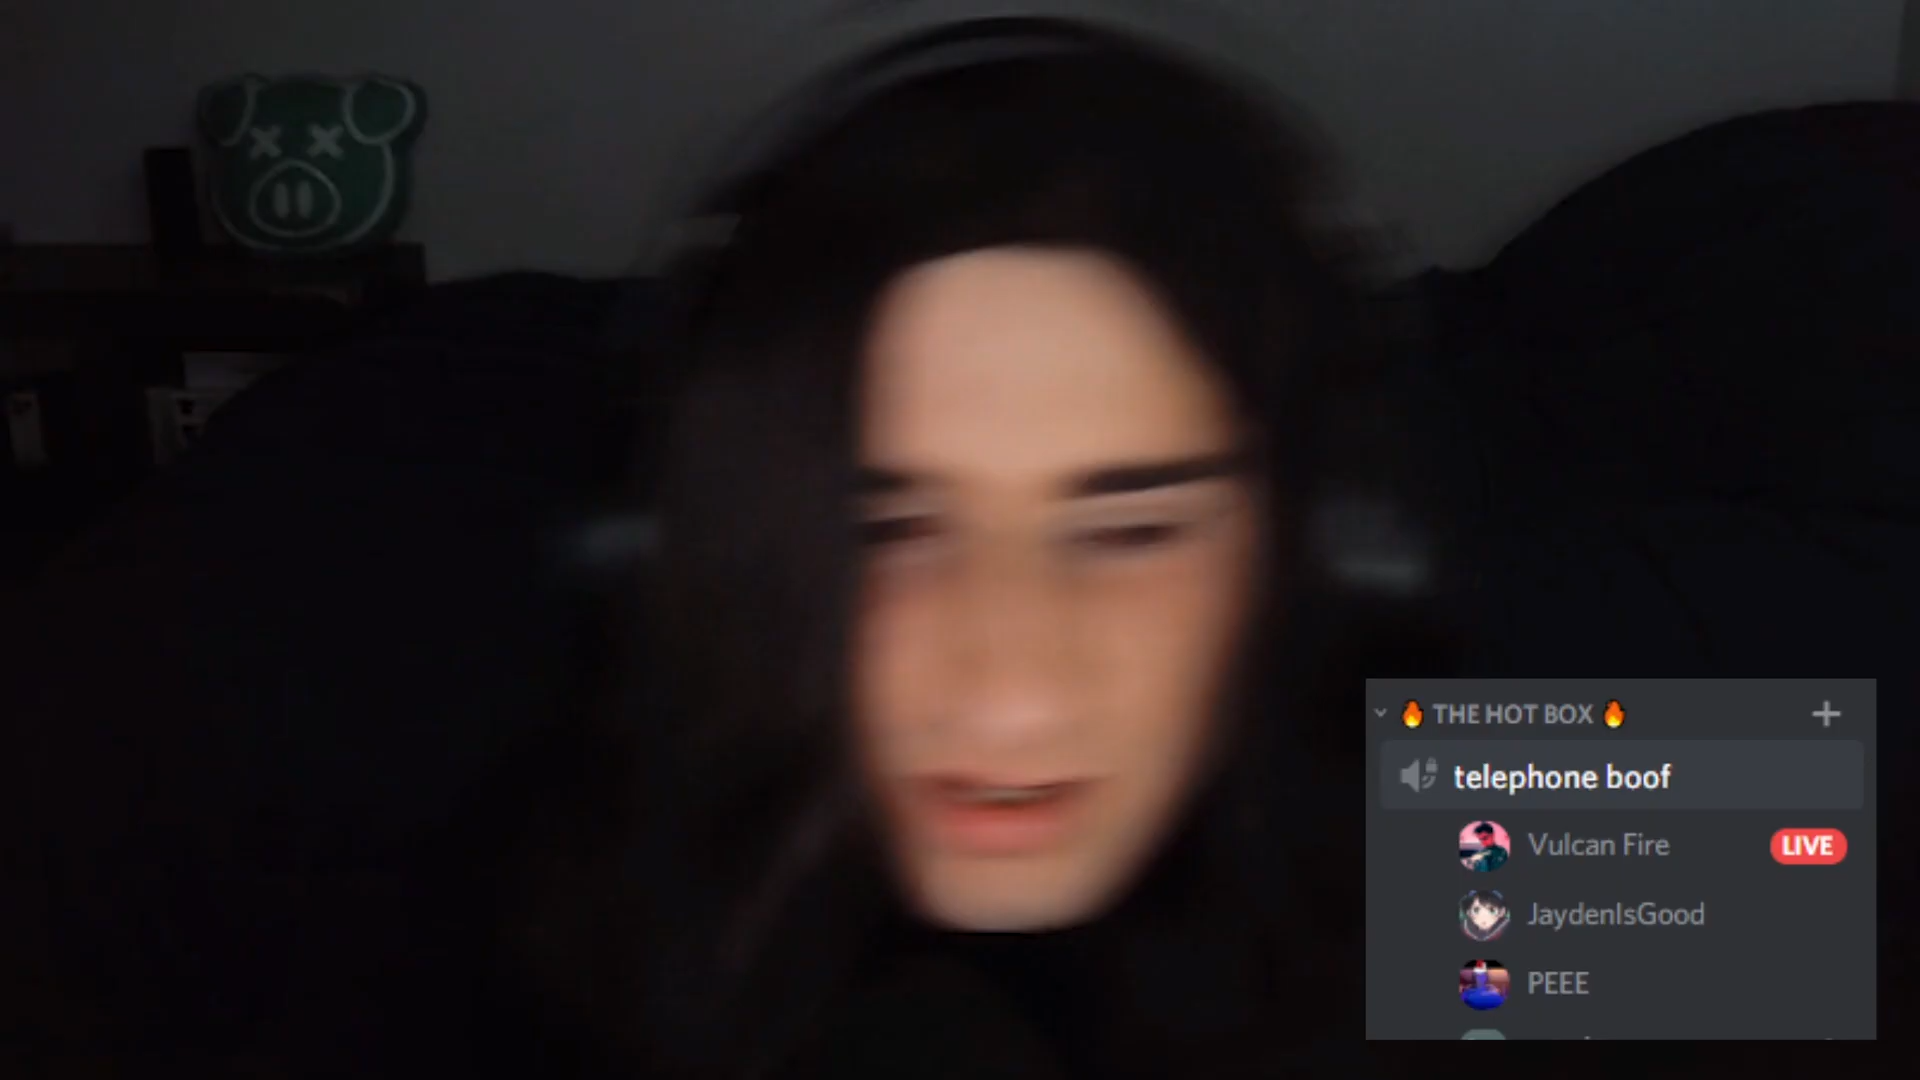 🔥 THE HOT BOX 🔥
telephone boof
Vulcan Fire LIVE
JaydenIsGood
PEEE